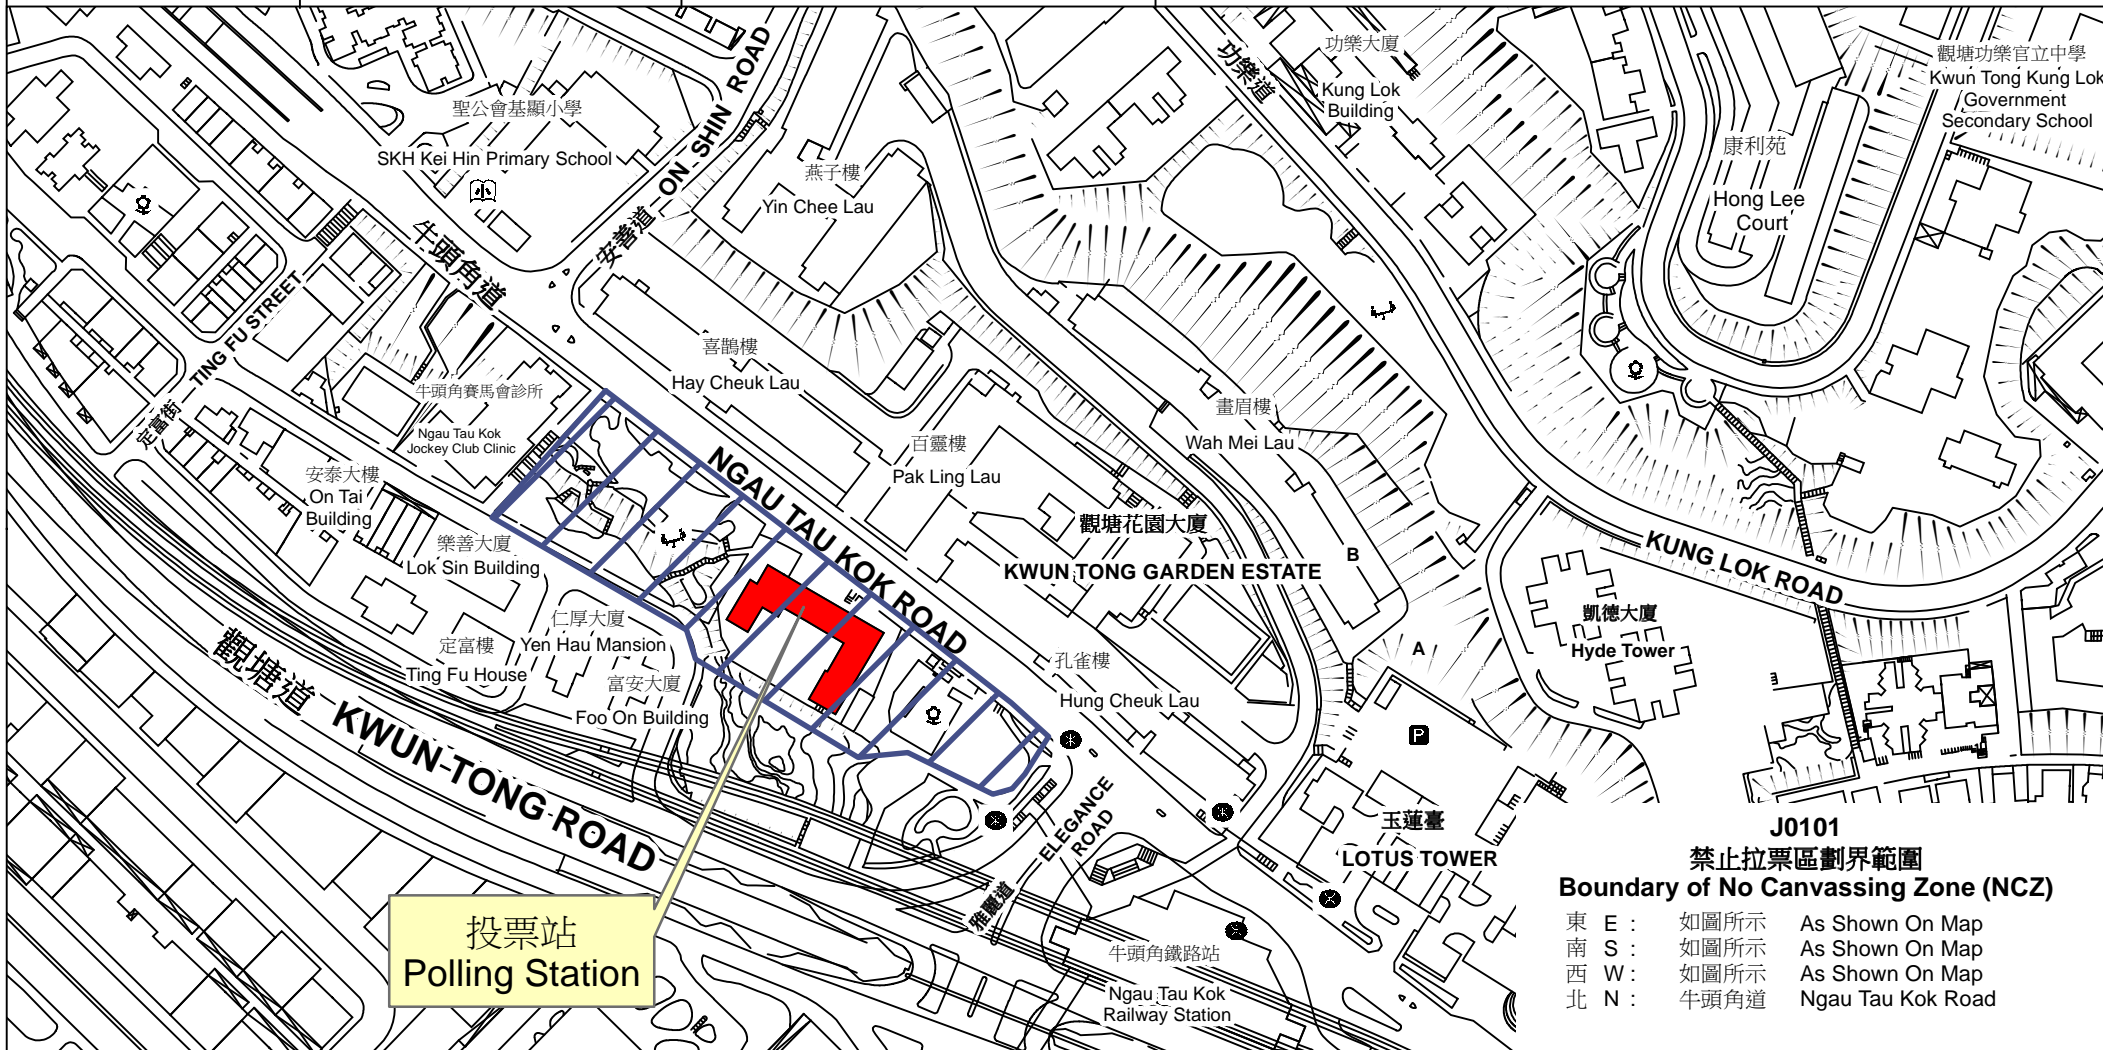 聖公會基顯小學
SKH Kei Hin Primary School
小
安善道 ON SHIN ROAD
燕子樓
Yin Chee Lau
功樂道
功樂大廈
Kung Lok
Building
觀塘功樂官立中學
Kwun Tong Kung Lok
Government
Secondary School
康利苑
Hong Lee
Court
牛頭角道
定富街 TING FU STREET
喜鵲樓
Hay Cheuk Lau
牛頭角賽馬會診所
Ngau Tau Kok
Jockey Club Clinic
畫眉樓
Wah Mei Lau
百靈樓
Pak Ling Lau
安泰大樓
On Tai
Building
NGAU TAU KOK ROAD
觀塘花園大廈
KWUN TONG GARDEN ESTATE
樂善大廈
Lok Sin Building
B
KUNG LOK ROAD
凱德大廈
Hyde Tower
仁厚大廈
Yen Hau Mansion
定富樓
Ting Fu House
A
孔雀樓
Hung Cheuk Lau
富安大廈
Foo On Building
觀塘道 KWUN TONG ROAD
P
雅麗道
ELEGANCE
ROAD
玉蓮臺
LOTUS TOWER
投票站
Polling Station
牛頭角鐵路站
Ngau Tau Kok
Railway Station
J0101
禁止拉票區劃界範圍
Boundary of No Canvassing Zone (NCZ)
東 E : 如圖所示 As Shown On Map
南 S : 如圖所示 As Shown On Map
西 W : 如圖所示 As Shown On Map
北 N : 牛頭角道 Ngau Tau Kok Road